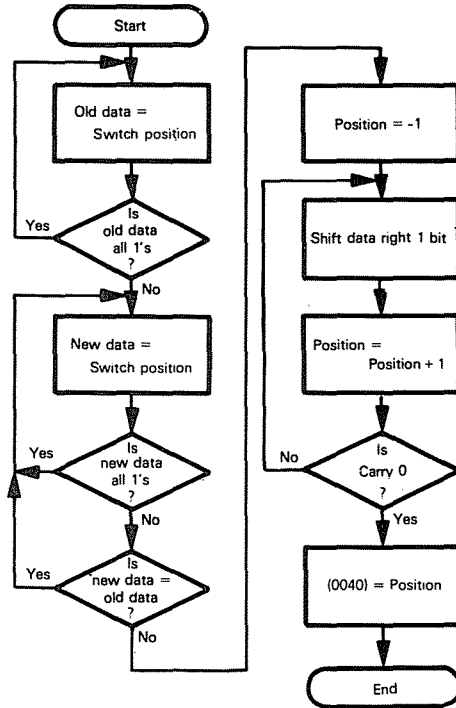 Start
Old data =
Switch position
Is
old data
all 1's
?
Yes
No
New data =
Switch position
Is
new data
all 1's
?
Yes
No
Is
new data =
old data
?
Yes
No
Position = -1
Shift data right 1 bit
Position =
Position + 1
Is
Carry 0
?
No
Yes
(0040) = Position
End